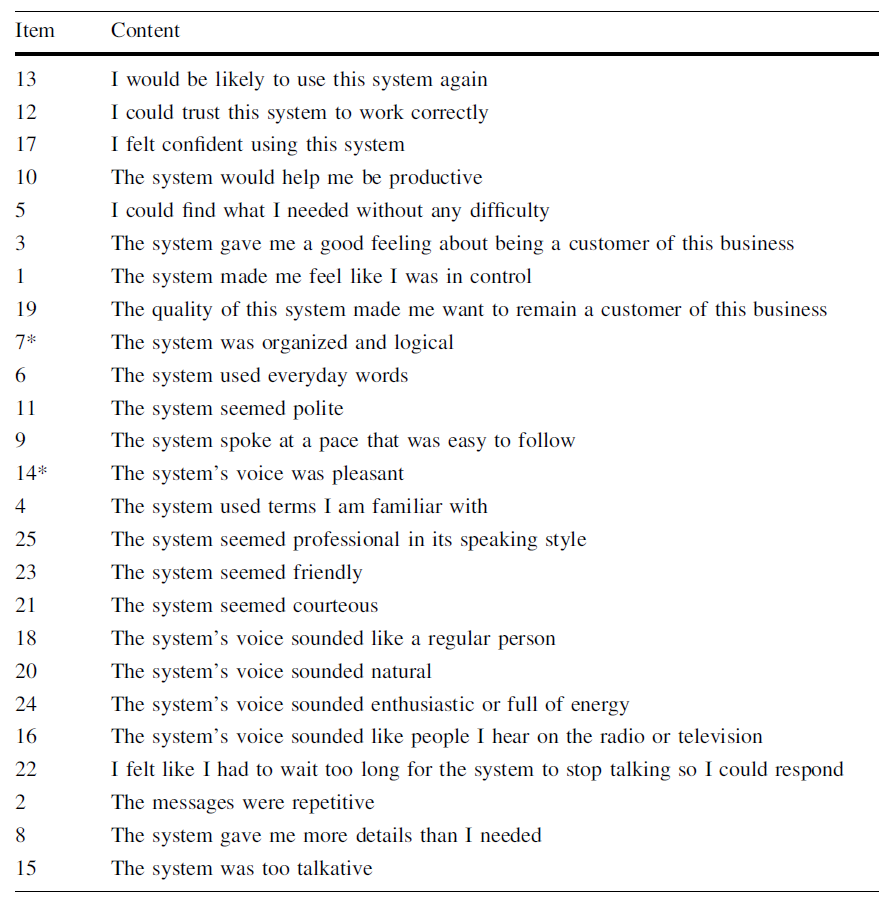 Item Content
13 I would be likely to use this system again
12 I could trust this system to work correctly
17 I felt confident using this system
10 The system would help me be productive
5 I could find what I needed without any difficulty
3 The system gave me a good feeling about being a customer of this business
1 The system made me feel like I was in control
19 The quality of this system made me want to remain a customer of this business
7* The system was organized and logical
6 The system used everyday words
11 The system seemed polite
9 The system spoke at a pace that was easy to follow
14* The system’s voice was pleasant
4 The system used terms I am familiar with
25 The system seemed professional in its speaking style
23 The system seemed friendly
21 The system seemed courteous
18 The system’s voice sounded like a regular person
20 The system’s voice sounded natural
24 The system’s voice sounded enthusiastic or full of energy
16 The system’s voice sounded like people I hear on the radio or television
22 I felt like I had to wait too long for the system to stop talking so I could respond
2 The messages were repetitive
8 The system gave me more details than I needed
15 The system was too talkative